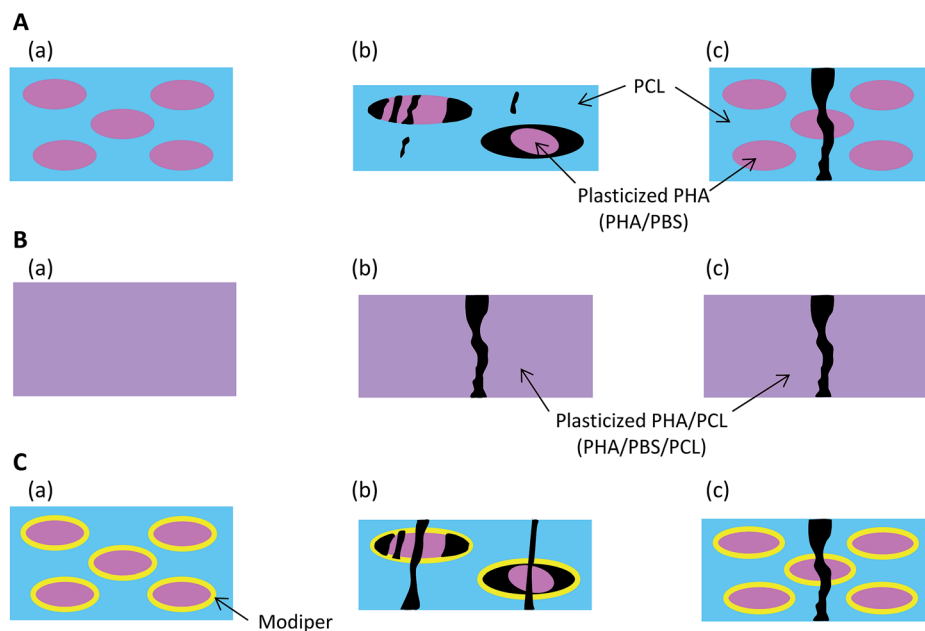 A
(a)
(b)
(c)
PCL
Plasticized PHA
(PHA/PBS)
B
(a)
(b)
(c)
Plasticized PHA/PCL
(PHA/PBS/PCL)
C
(a)
(b)
(c)
Modiper